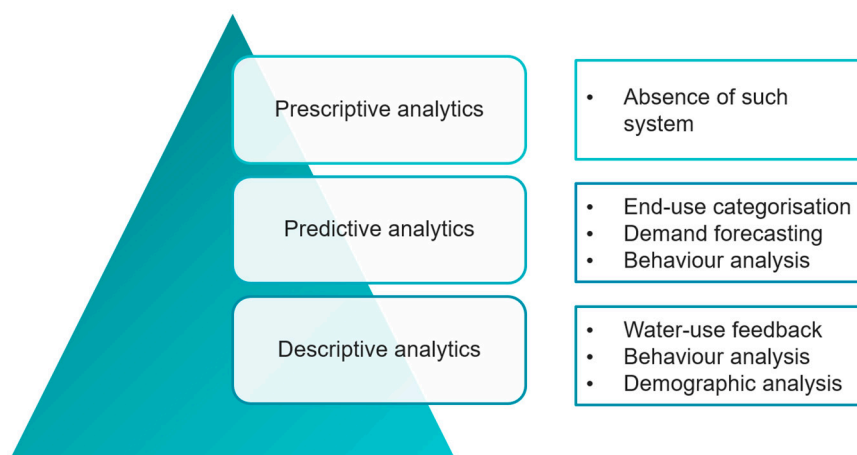 Prescriptive analytics
• Absence of such
system
Predictive analytics
• End-use categorisation
• Demand forecasting
• Behaviour analysis
Descriptive analytics
• Water-use feedback
• Behaviour analysis
• Demographic analysis